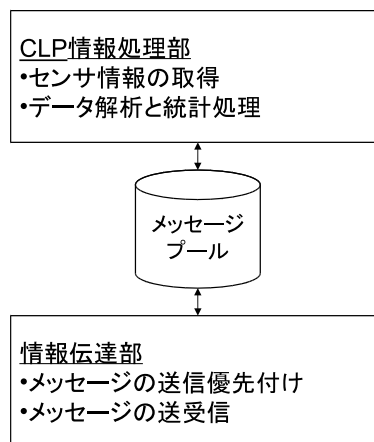 CLP情報処理部
•センサ情報の取得
•データ解析と統計処理
メッセージ
プール
情報伝達部
•メッセージの送信優先付け
•メッセージの送受信